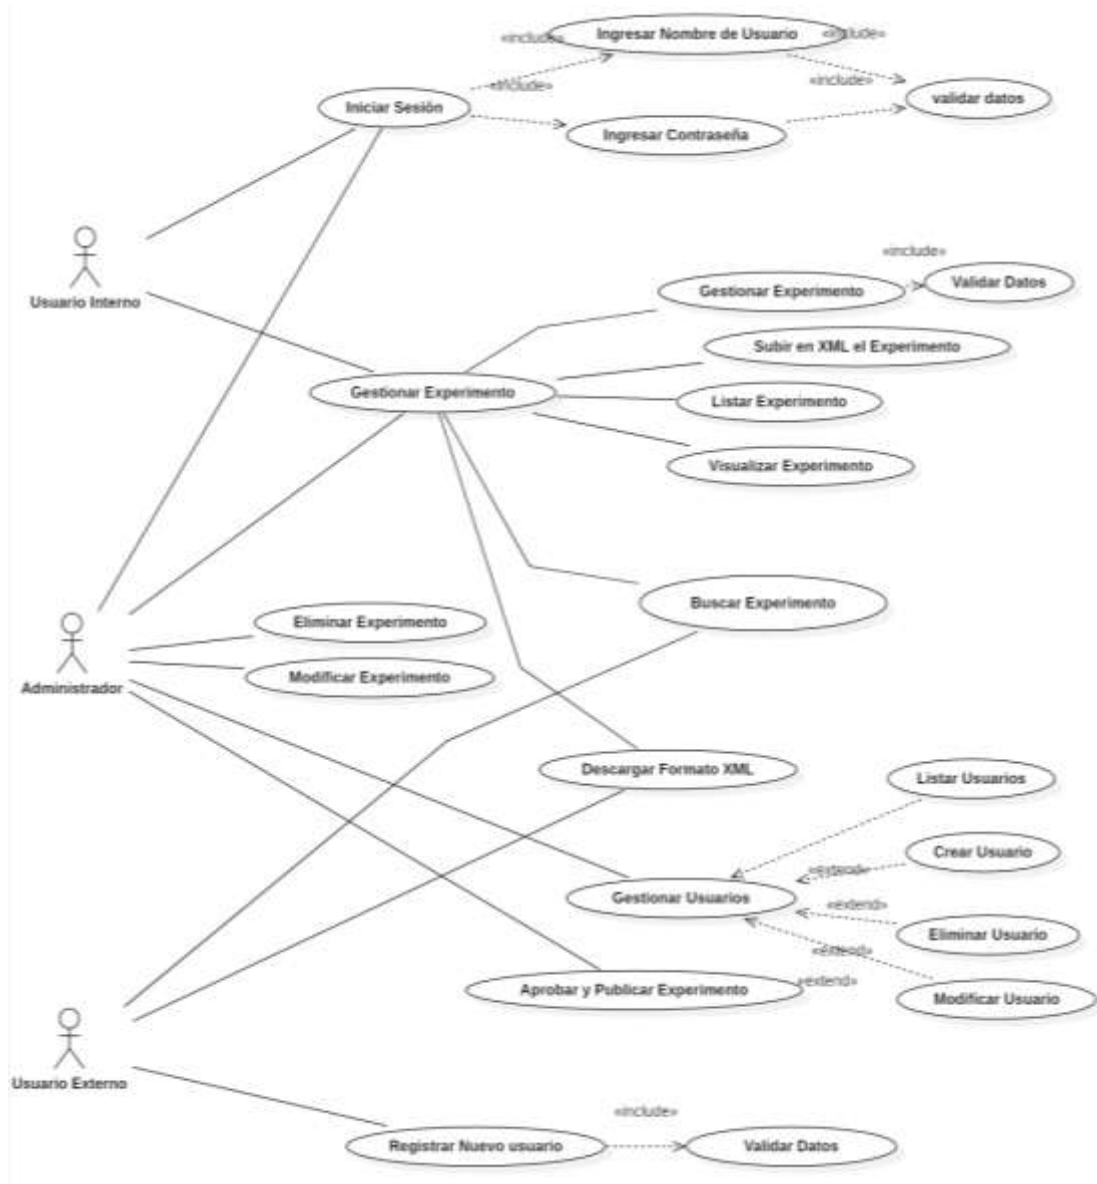 «include»
Ingresar Nombre de Usuario
«include»
«include»
«include»
Iniciar Sesión
validar datos
Ingresar Contraseña
«include»
Usuario Interno
Gestionar Experimento
Validar Datos
Subir en XML el Experimento
Gestionar Experimento
Listar Experimento
Visualizar Experimento
Buscar Experimento
Eliminar Experimento
Modificar Experimento
Administrador
Descargar Formato XML
Listar Usuarios
Crear Usuario
«extend»
Gestionar Usuarios
«extend»
Eliminar Usuario
«extend»
Aprobar y Publicar Experimento
«extend»
Modificar Usuario
Usuario Externo
«include»
Registrar Nuevo usuario
Validar Datos